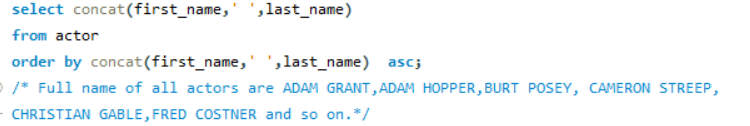 select concat(first_name,' ',last_name)
from actor
order by concat(first_name,' ',last_name)  asc;
/* Full name of all actors are ADAM GRANT,ADAM HOPPER,BURT POSEY, CAMERON STREEP,
CHRISTIAN GABLE,FRED COSTNER and so on.*/